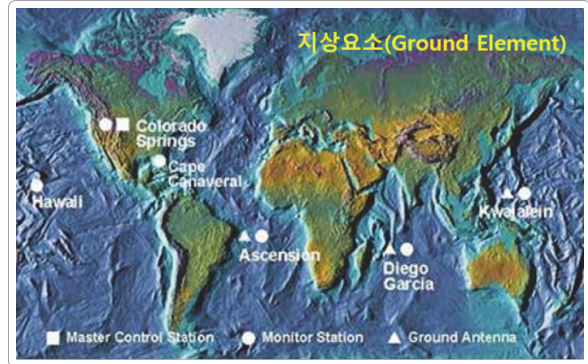 지상요소(Ground Element)
Colorado
Springs
Cape
Canaveral
Hawaii
Kwajalein
Ascension
Diego
Garcia
Master Control Station
Monitor Station
Ground Antenna